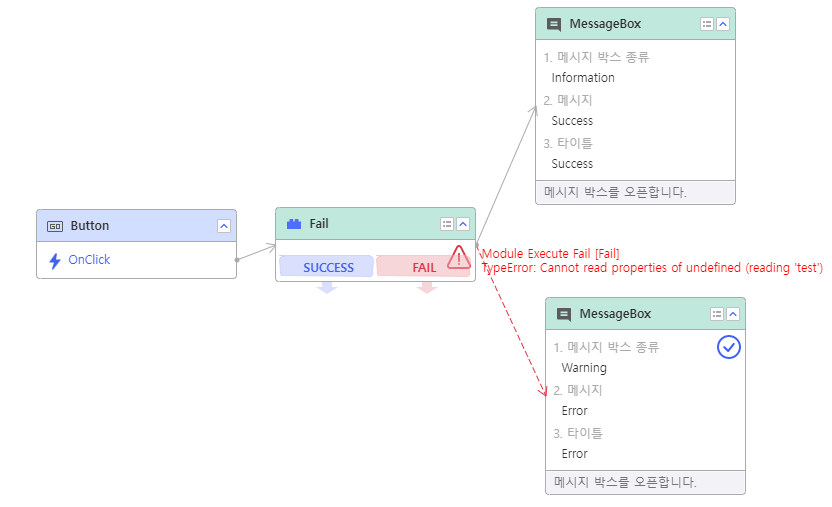 MessageBox
1. 메시지 박스 종류
Information
2. 메시지
Success
3. 타이틀
Success
메시지 박스를 오픈합니다.
GO
Button
OnClick
Fail
SUCCESS
FAIL
Module Execute Fail [Fail]
TypeError: Cannot read properties of undefined (reading 'test')
MessageBox
1. 메시지 박스 종류
Warning
2. 메시지
Error
3. 타이틀
Error
메시지 박스를 오픈합니다.